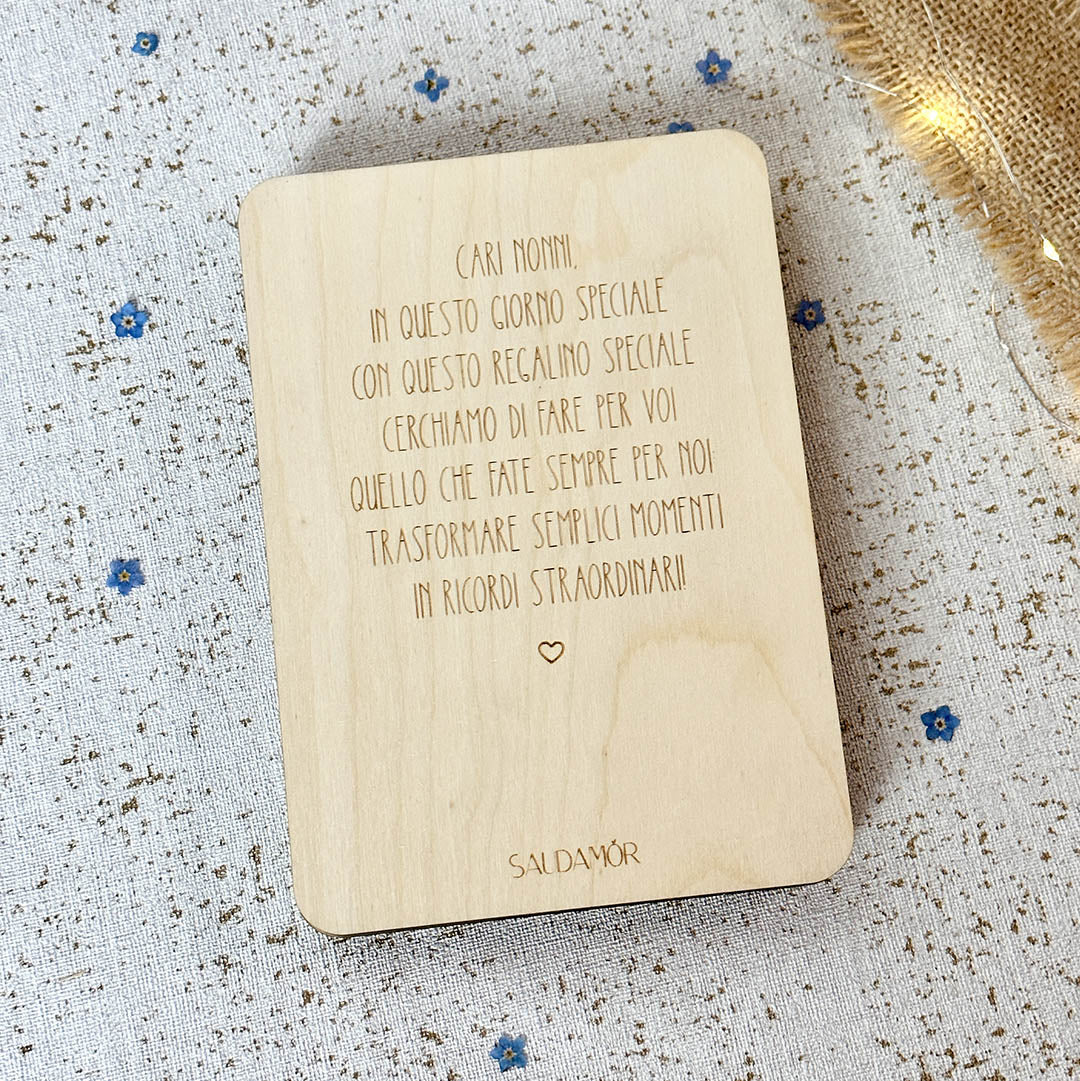 CARI NONNI,
IN QUESTO GIORNO SPECIALE
CON QUESTO REGALINO SPECIALE
CERCHIAMO DI FARE PER VOI
QUELLO CHE FATE SEMPRE PER NOI:
TRASFORMARE SEMPLICI MOMENTI
IN RICORDI STRAORDINARI!
SAUDAMÓR